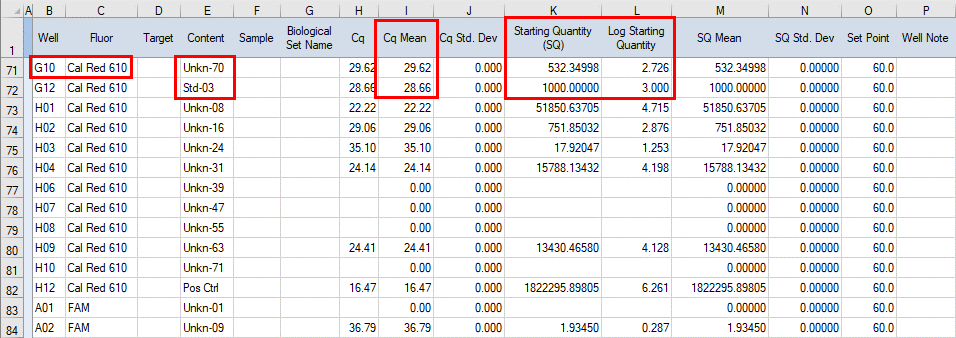 A B C D E F G H I J K L M N O P
1 Well Fluor Target Content Sample Biological Set Name Cq Cq Mean Cq Std. Dev Starting Quantity (SQ) Log Starting Quantity SQ Mean SQ Std. Dev Set Point Well Note
71 G10 Cal Red 610 Unkn-70 29.62 29.62 0.000 532.34998 2.726 532.34998 0.00000 60.0
72 G12 Cal Red 610 Std-03 28.66 28.66 0.000 1000.00000 3.000 1000.00000 0.00000 60.0
73 H01 Cal Red 610 Unkn-08 22.22 22.22 0.000 51850.63705 4.715 51850.63705 0.00000 60.0
74 H02 Cal Red 610 Unkn-16 29.06 29.06 0.000 751.85032 2.876 751.85032 0.00000 60.0
75 H03 Cal Red 610 Unkn-24 35.10 35.10 0.000 17.92047 1.253 17.92047 0.00000 60.0
76 H04 Cal Red 610 Unkn-31 24.14 24.14 0.000 15788.13432 4.198 15788.13432 0.00000 60.0
77 H06 Cal Red 610 Unkn-39 0.00 0.000 0.00000 0.00000 60.0
78 H07 Cal Red 610 Unkn-47 0.00 0.000 0.00000 0.00000 60.0
79 H08 Cal Red 610 Unkn-55 0.00 0.000 0.00000 0.00000 60.0
80 H09 Cal Red 610 Unkn-63 24.41 24.41 0.000 13430.46580 4.128 13430.46580 0.00000 60.0
81 H10 Cal Red 610 Unkn-71 0.00 0.000 0.00000 0.00000 60.0
82 H12 Cal Red 610 Pos Ctrl 16.47 16.47 0.000 1822295.89805 6.261 1822295.89805 0.00000 60.0
83 A01 FAM Unkn-01 0.00 0.000 0.00000 0.00000 60.0
84 A02 FAM Unkn-09 36.79 36.79 0.000 1.93450 0.287 1.93450 0.00000 60.0